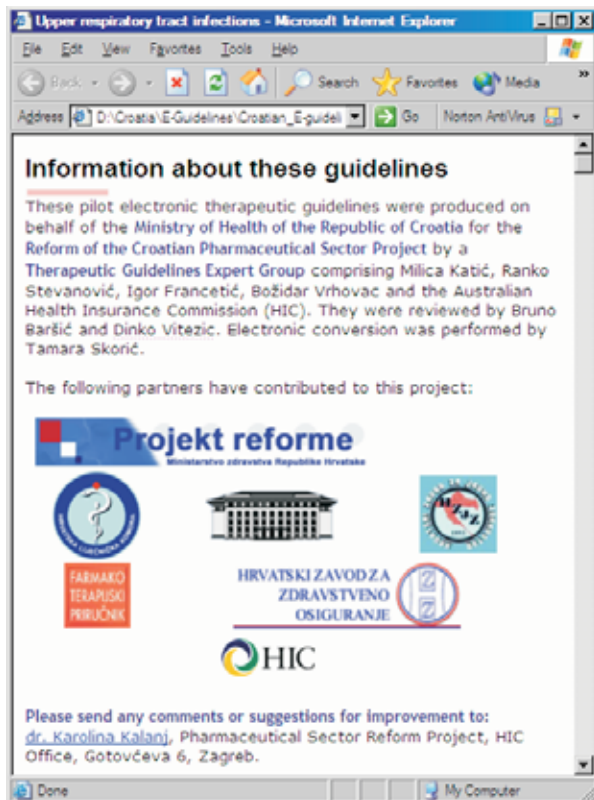 Upper respiratory tract infections - Microsoft Internet Explorer
File Edit View Favorites Tools Help
Back Search Favorites Media »
Address D:\Croatia\E-Guidelines\Croatian_E-guideli Go Norton AntiVirus
Information about these guidelines
These pilot electronic therapeutic guidelines were produced on
behalf of the Ministry of Health of the Republic of Croatia for the
Reform of the Croatian Pharmaceutical Sector Project by a
Therapeutic Guidelines Expert Group comprising Milica Katić, Ranko
Stevanović, Igor Francetić, Božidar Vrhovac and the Australian
Health Insurance Commission (HIC). They were reviewed by Bruno
Baršić and Dinko Vitezic. Electronic conversion was performed by
Tamara Skorić.
The following partners have contributed to this project:
Projekt reforme
Ministarstvo zdravstva Republike Hrvatske
HRVATSKA LIJEČNIČKA KOMORA
HZJZ
FARMAKO
TERAPIJSKI
PRIRUČNIK
HRVATSKI ZAVOD ZA
ZDRAVSTVENO
OSIGURANJE
HIC
Please send any comments or suggestions for improvement to:
dr. Karolina Kalanj, Pharmaceutical Sector Reform Project, HIC
Office, Gotovčeva 6, Zagreb.
Done My Computer